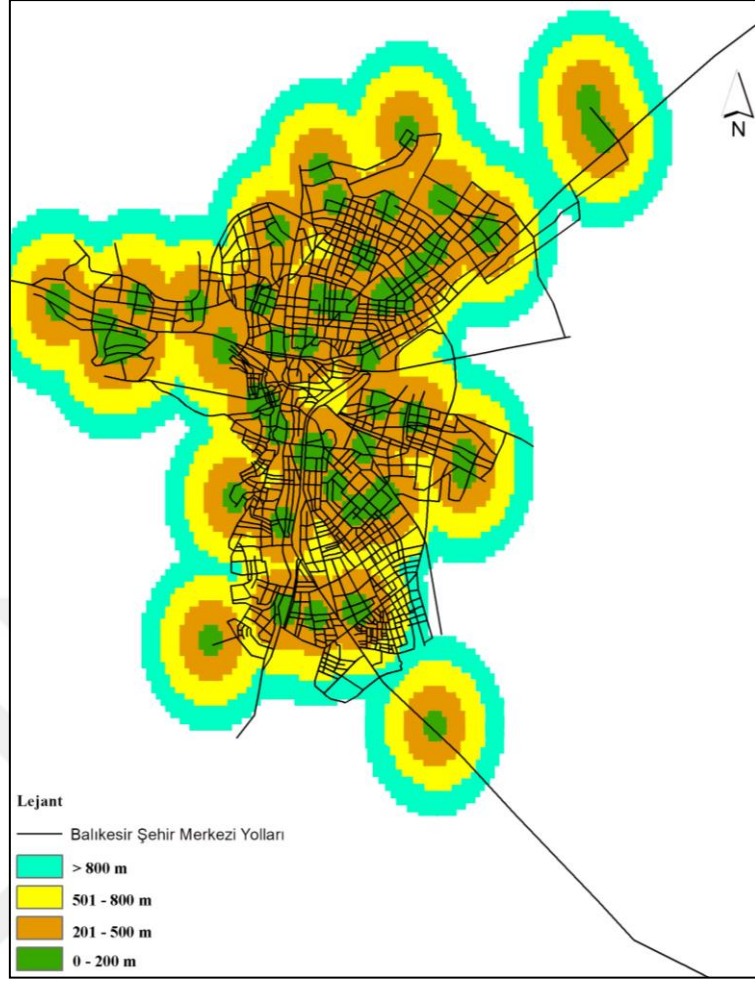 N
Lejant
Balıkesir Şehir Merkezi Yolları
> 800 m
501 - 800 m
201 - 500 m
0 - 200 m